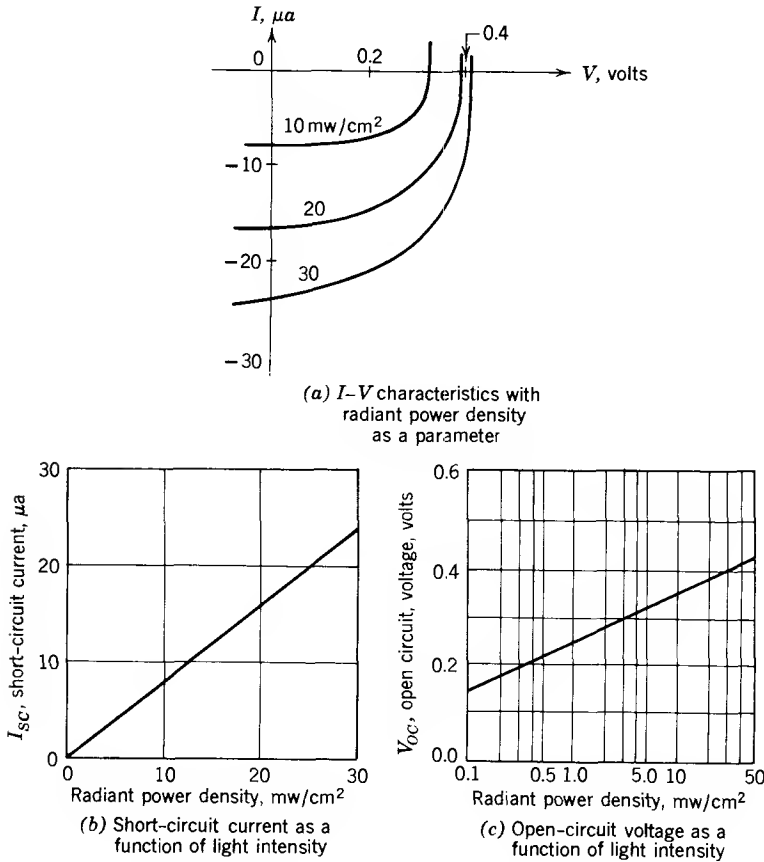 I, μa
0
0.2
0.4
V, volts
10 mw/cm²
-10
20
-20
30
-30
(a) I–V characteristics with
radiant power density
as a parameter
30
20
10
0
0
10
20
30
I_SC, short-circuit current, μa
Radiant power density, mw/cm²
(b) Short-circuit current as a
function of light intensity
0.6
0.4
0.2
0.0
0.1
0.5
1.0
5.0
10
50
V_OC, open circuit, voltage, volts
Radiant power density, mw/cm²
(c) Open-circuit voltage as a
function of light intensity